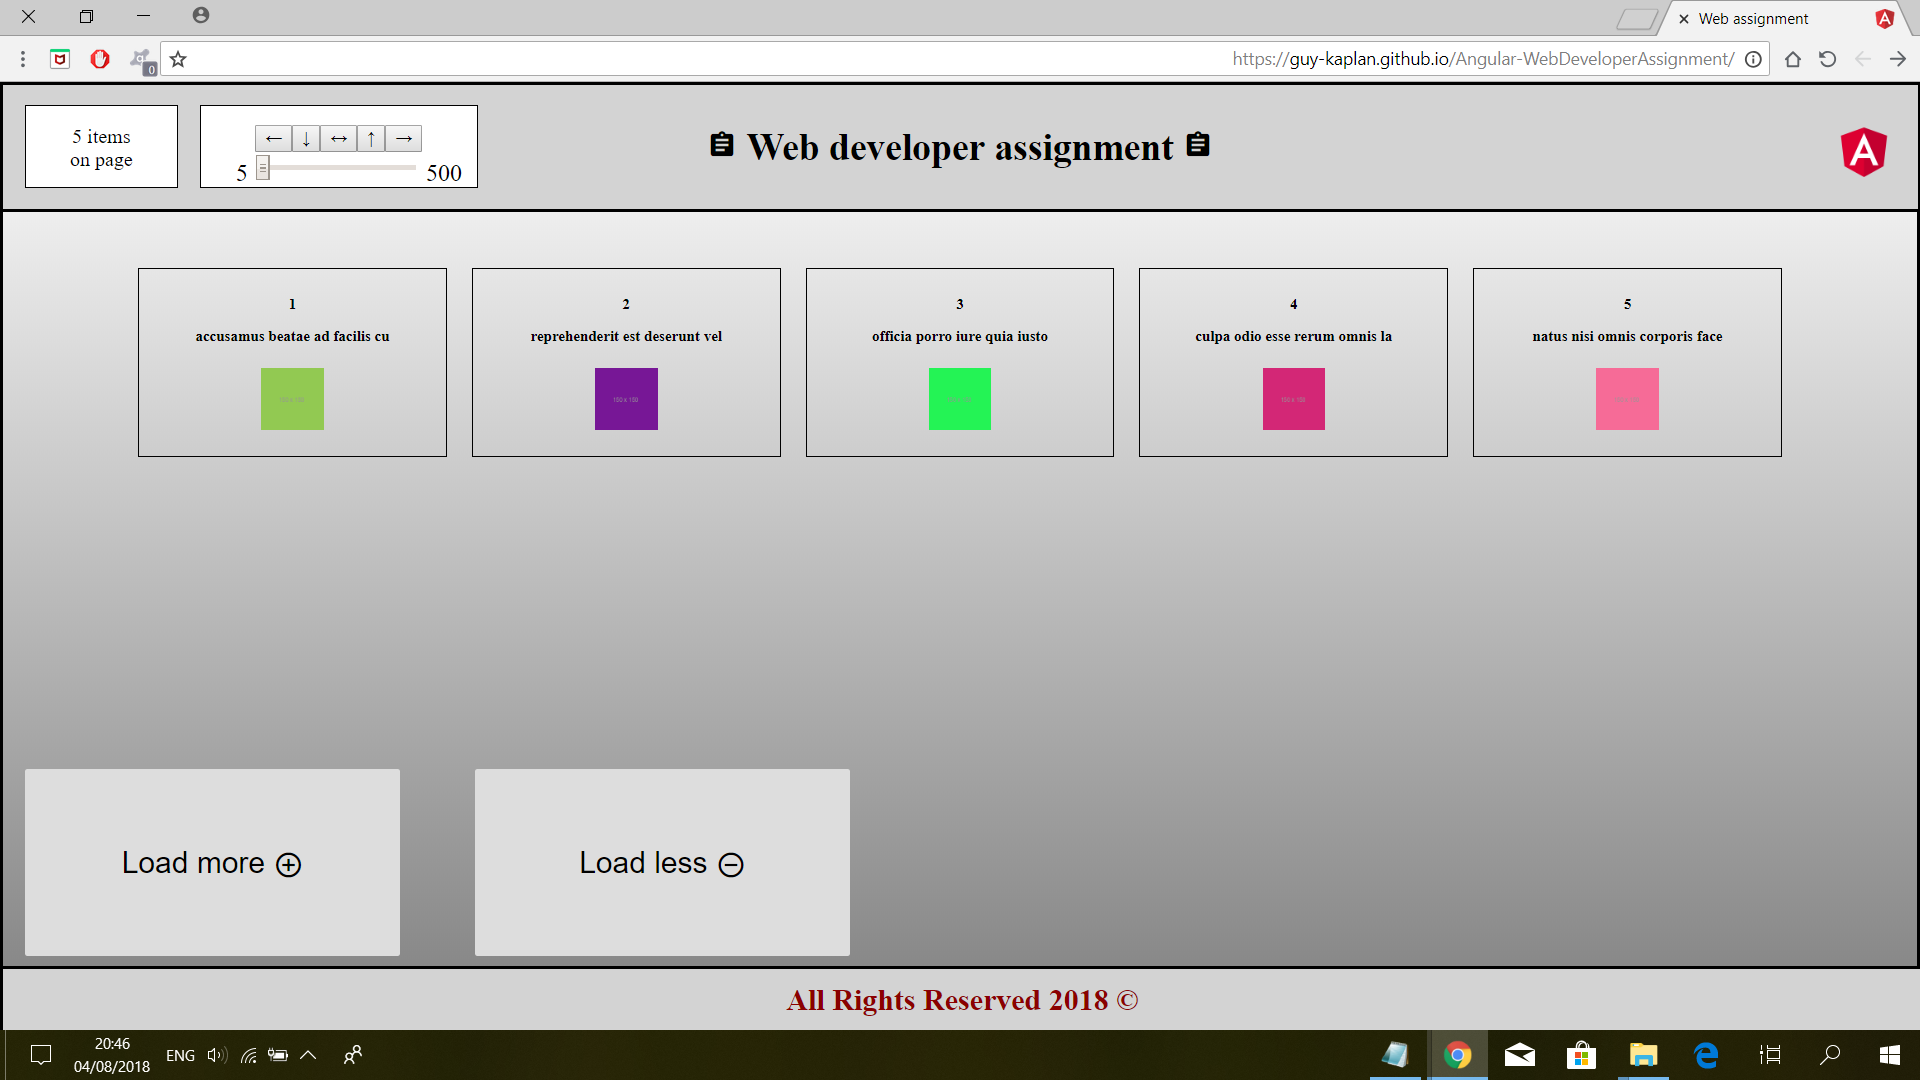 Web assignment
0
https://guy-kaplan.github.io/Angular-WebDeveloperAssignment/
5 items
on page
← ↓ ↔ ↑ →
5 500
Web developer assignment
1
accusamus beatae ad facilis cu
2
reprehenderit est deserunt vel
150 x 150
3
officia porro iure quia iusto
4
culpa odio esse rerum omnis la
150 x 150
5
natus nisi omnis corporis face
Load more
Load less
All Rights Reserved 2018 ©
20:46
04/08/2018
ENG